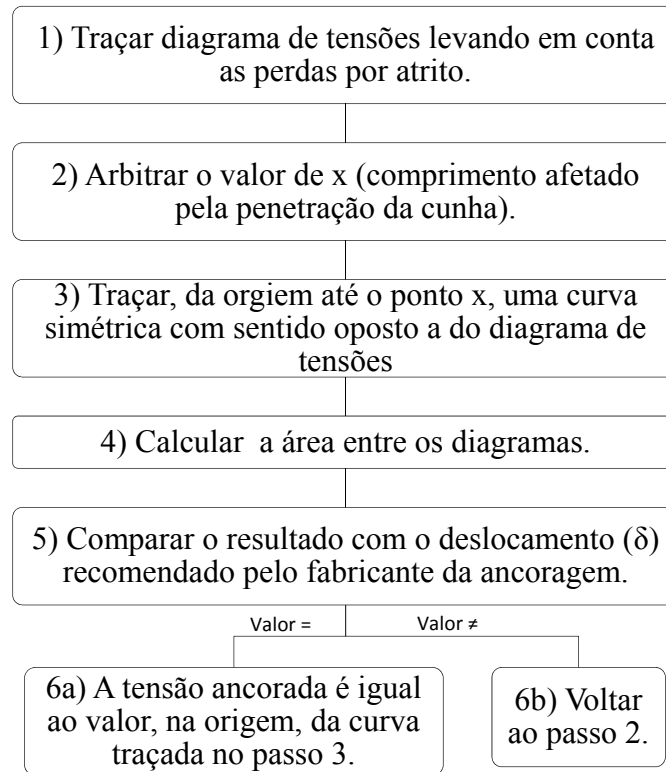 1) Traçar diagrama de tensões levando em conta
as perdas por atrito.
2) Arbitrar o valor de x (comprimento afetado
pela penetração da cunha).
3) Traçar, da orgiem até o ponto x, uma curva
simétrica com sentido oposto a do diagrama de
tensões
4) Calcular a área entre os diagramas.
5) Comparar o resultado com o deslocamento (δ)
recomendado pelo fabricante da ancoragem.
Valor =
Valor ≠
6a) A tensão ancorada é igual
ao valor, na origem, da curva
traçada no passo 3.
6b) Voltar
ao passo 2.